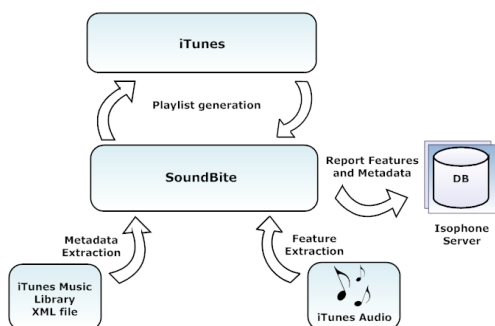 iTunes
Playlist generation
SoundBite
Report Features
and Metadata
DB
Isophone
Server
Metadata
Extraction
Feature
Extraction
iTunes Music
Library
XML file
iTunes Audio